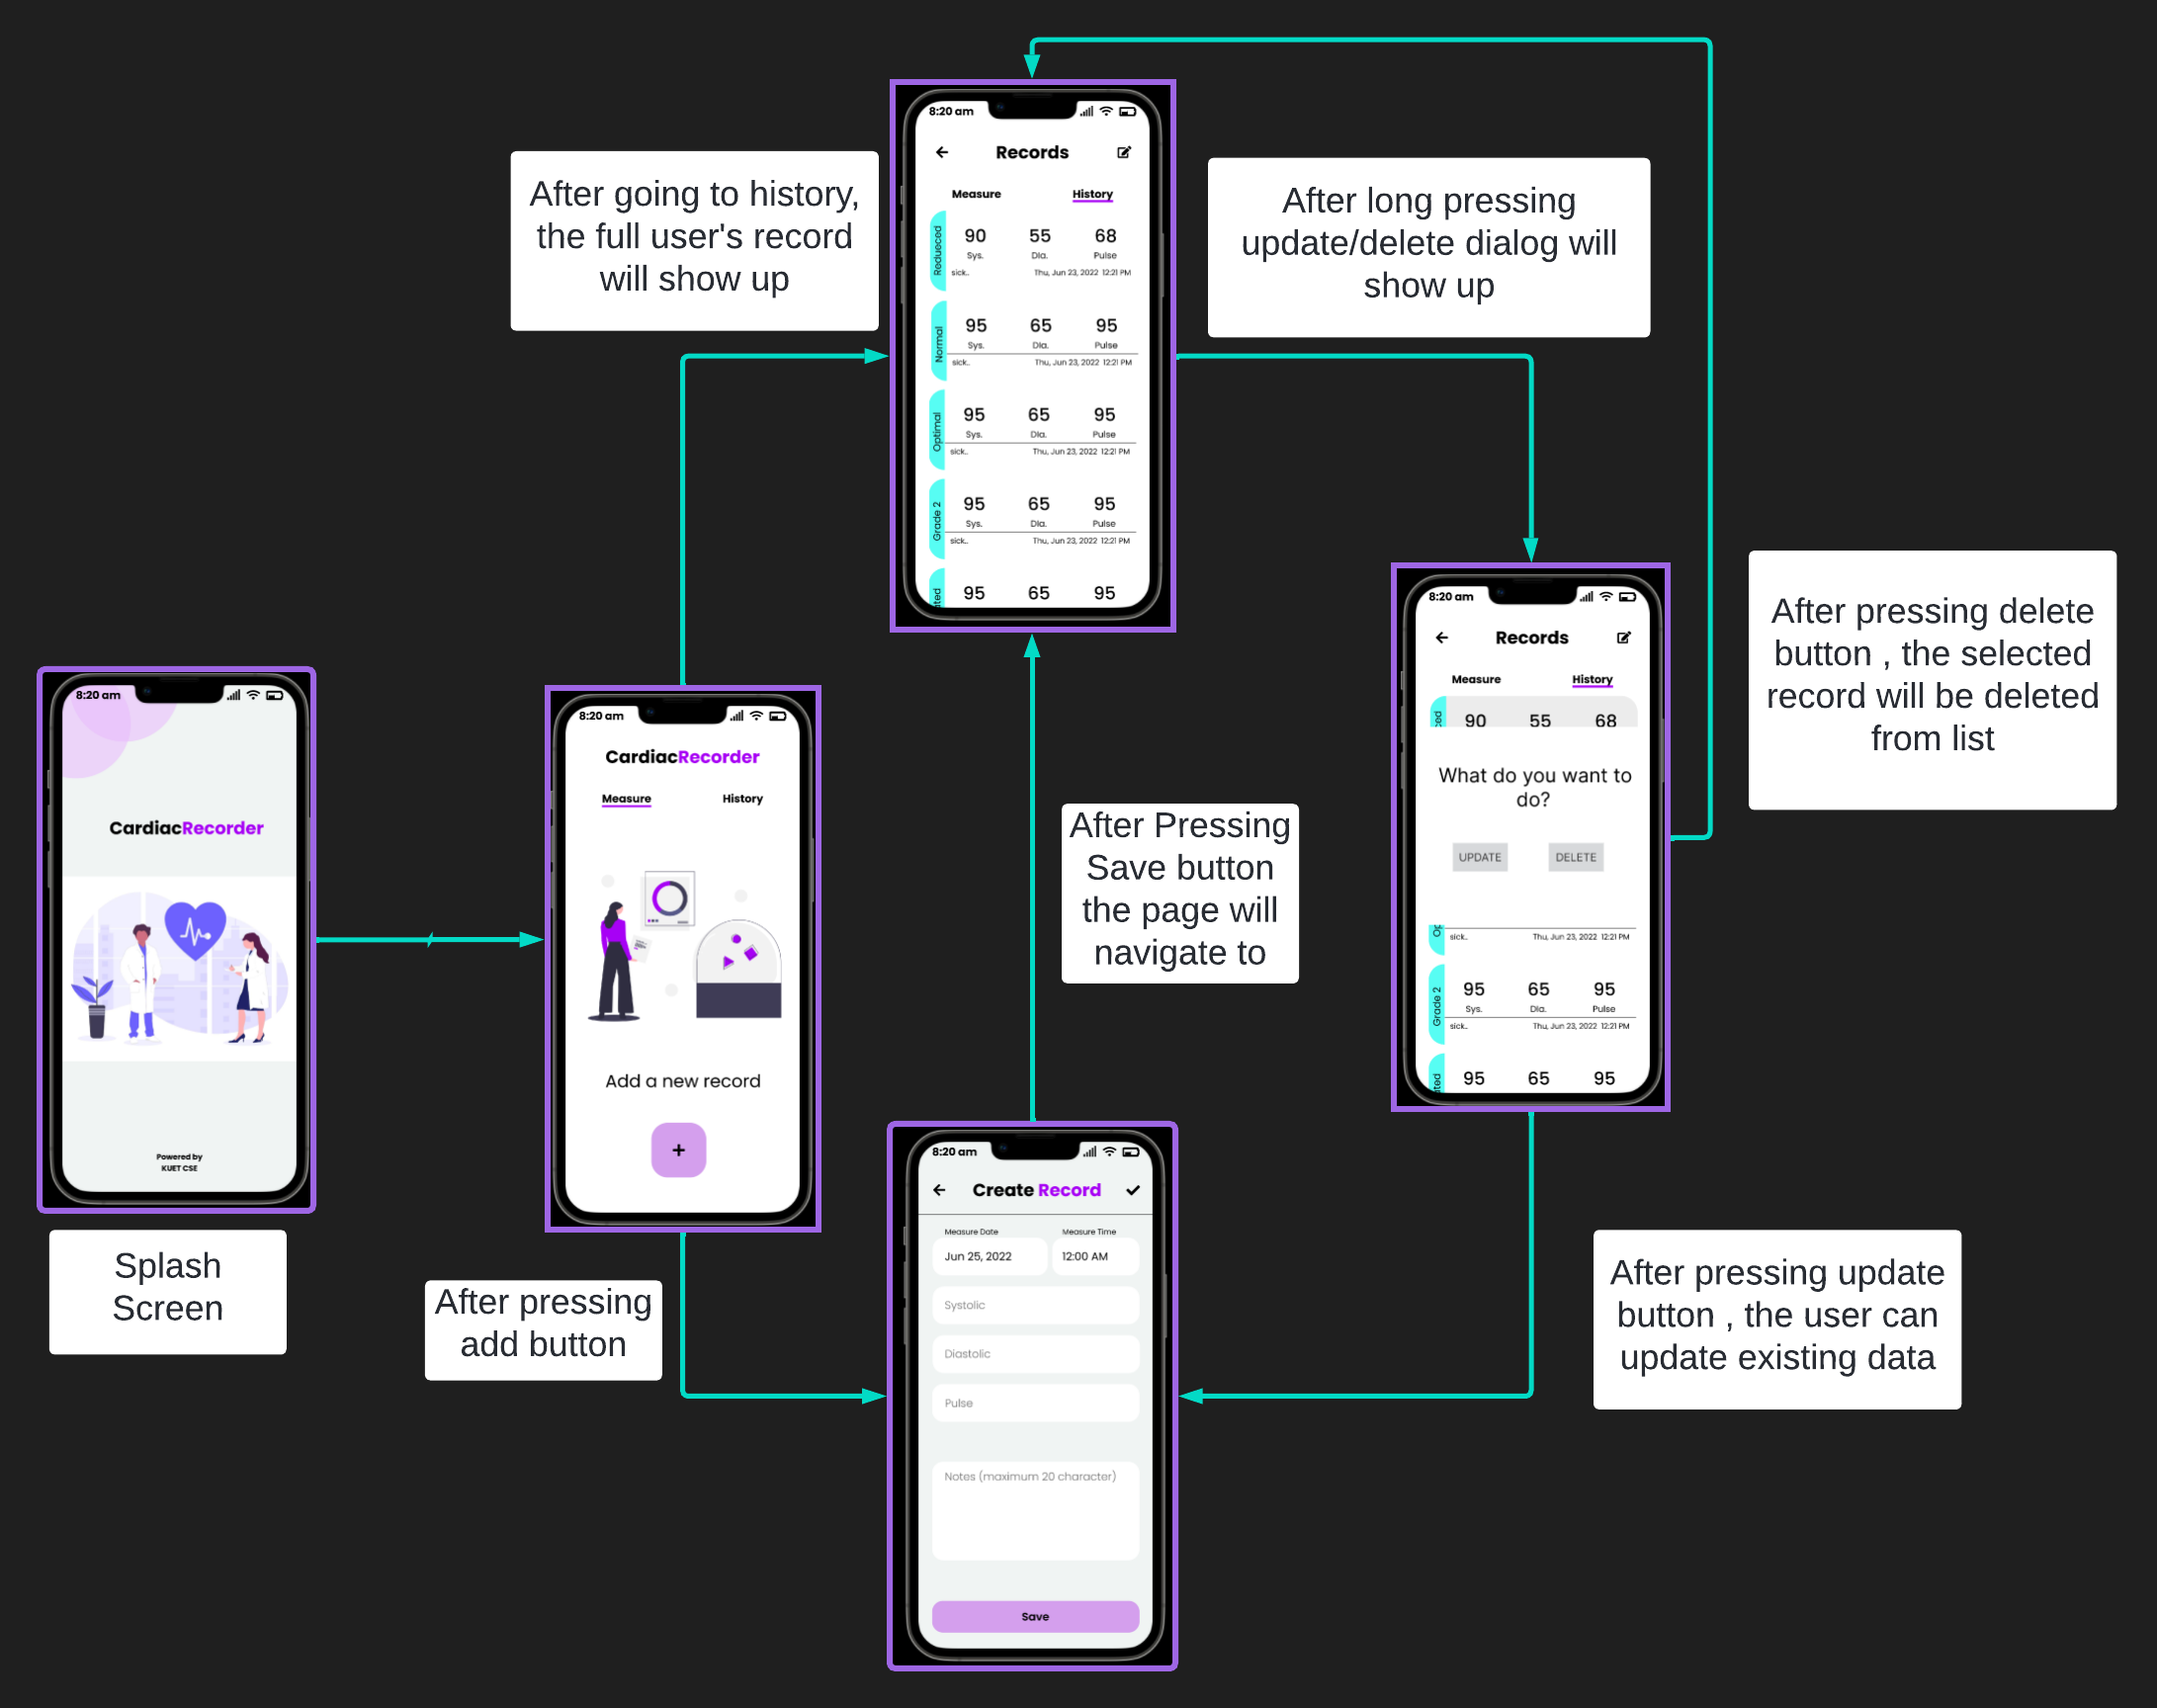 After going to history,
the full user's record
will show up
8:20 am
Records
Measure History
Redueced
90 55 68
Sys. Dia. Pulse
sick.. Thu, Jun 23, 2022 12:21 PM
Normal
95 65 95
Sys. Dia. Pulse
sick.. Thu, Jun 23, 2022 12:21 PM
Optimal
95 65 95
Sys. Dia. Pulse
sick.. Thu, Jun 23, 2022 12:21 PM
Grade 2
95 65 95
Sys. Dia. Pulse
sick.. Thu, Jun 23, 2022 12:21 PM
ated
95 65 95
After long pressing
update/delete dialog will
show up
8:20 am
CardiacRecorder
Powered by
KUET CSE
Splash
Screen
8:20 am
CardiacRecorder
Measure History
Add a new record
+
After pressing
add button
After Pressing
Save button
the page will
navigate to
8:20 am
Records
Measure History
ced
90 55 68
What do you want to
do?
UPDATE DELETE
Op
sick.. Thu, Jun 23, 2022 12:21 PM
Grade 2
95 65 95
Sys. Dia. Pulse
sick.. Thu, Jun 23, 2022 12:21 PM
ated
95 65 95
After pressing delete
button , the selected
record will be deleted
from list
8:20 am
Create Record
Measure Date Measure Time
Jun 25, 2022 12:00 AM
Systolic
Diastolic
Pulse
Notes (maximum 20 character)
Save
After pressing update
button , the user can
update existing data